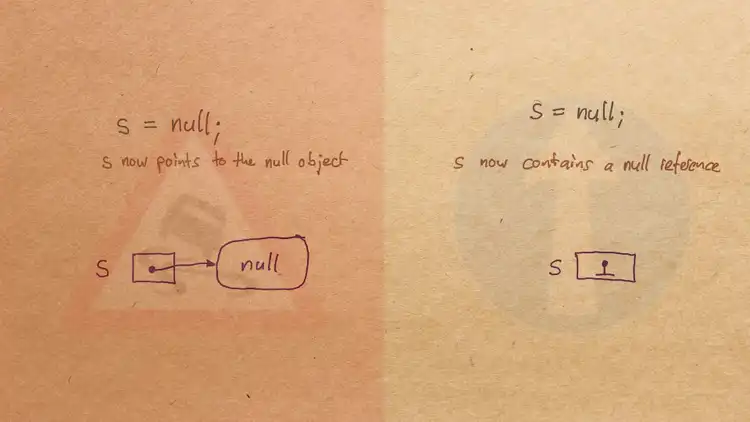 s = null;
s now points to the null object
s
null
s = null;
s now contains a null reference
s